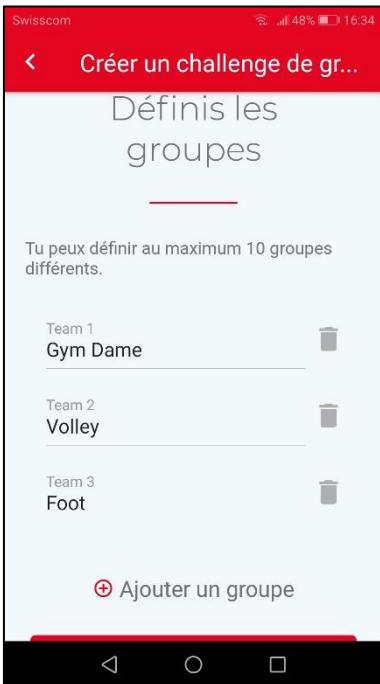 Swisscom 48% 16:34
Créer un challenge de gr...
Définis les
groupes
Tu peux définir au maximum 10 groupes
différents.
Team 1
Gym Dame
Team 2
Volley
Team 3
Foot
Ajouter un groupe